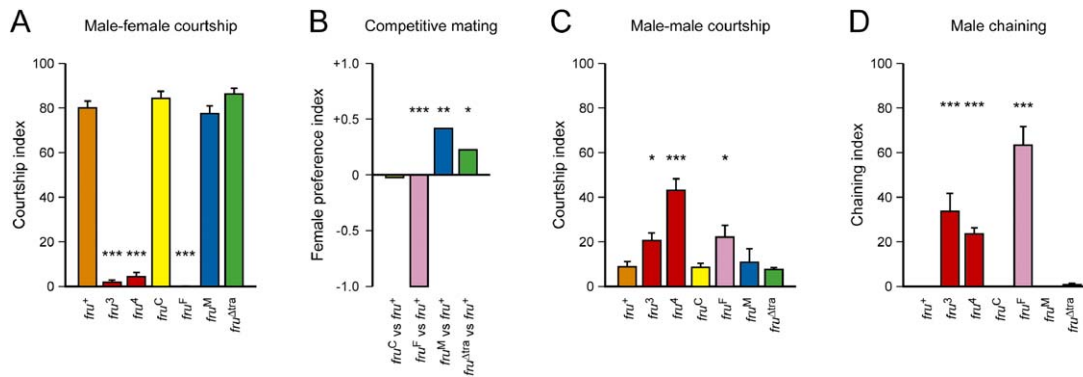 A Male-female courtship
Courtship index
100
80
60
40
20
0
*** *** ***
fru+ fru3 fru4 fruC fruF fruM fruΔtra
B Competitive mating
Female preference index
+1.0
+0.5
0
-0.5
-1.0
*** ** *
fruC vs fru+
fruF vs fru+
fruM vs fru+
fruΔtra vs fru+
C Male-male courtship
Courtship index
100
80
60
40
20
0
* *** *
fru+ fru3 fru4 fruC fruF fruM fruΔtra
D Male chaining
Chaining index
100
80
60
40
20
0
*** *** ***
fru+ fru3 fru4 fruC fruF fruM fruΔtra